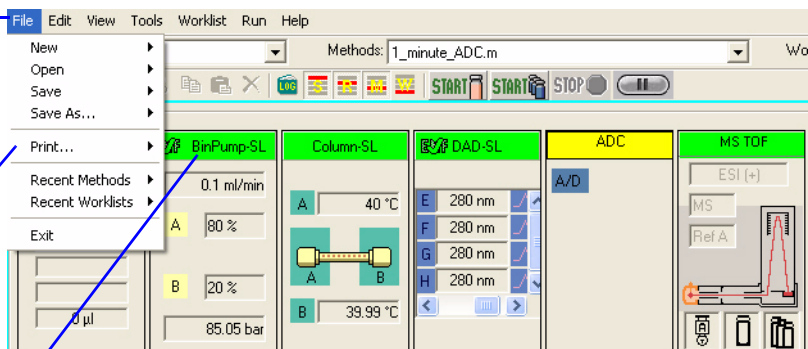 File Edit View Tools Worklist Run Help
New
Open
Save
Save As...
Print...
Recent Methods
Recent Worklists
Exit
Methods: 1_minute_ADC.m Wo
LOG S R M W START START STOP
BinPump-SL
0.1 ml/min
A 80 %
B 20 %
85.05 bar
0 µl
Column-SL
A 40 °C
A B
B 39.99 °C
EMF DAD-SL
E 280 nm
F 280 nm
G 280 nm
H 280 nm
ADC
A/D
MS TOF
ESI (+)
MS
Ref A